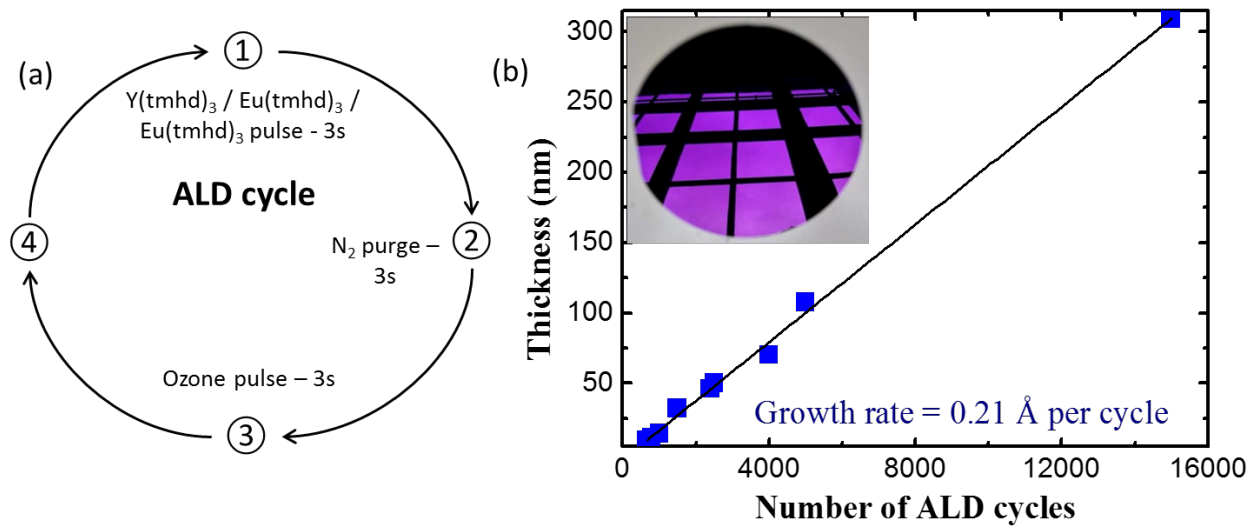 (a)
①
Y(tmhd)₃ / Eu(tmhd)₃ /
Eu(tmhd)₃ pulse - 3s
ALD cycle
④
②
N₂ purge –
3s
Ozone pulse – 3s
③
(b)
Thickness (nm)
300
250
200
150
100
50
Growth rate = 0.21 Å per cycle
0 4000 8000 12000 16000
Number of ALD cycles